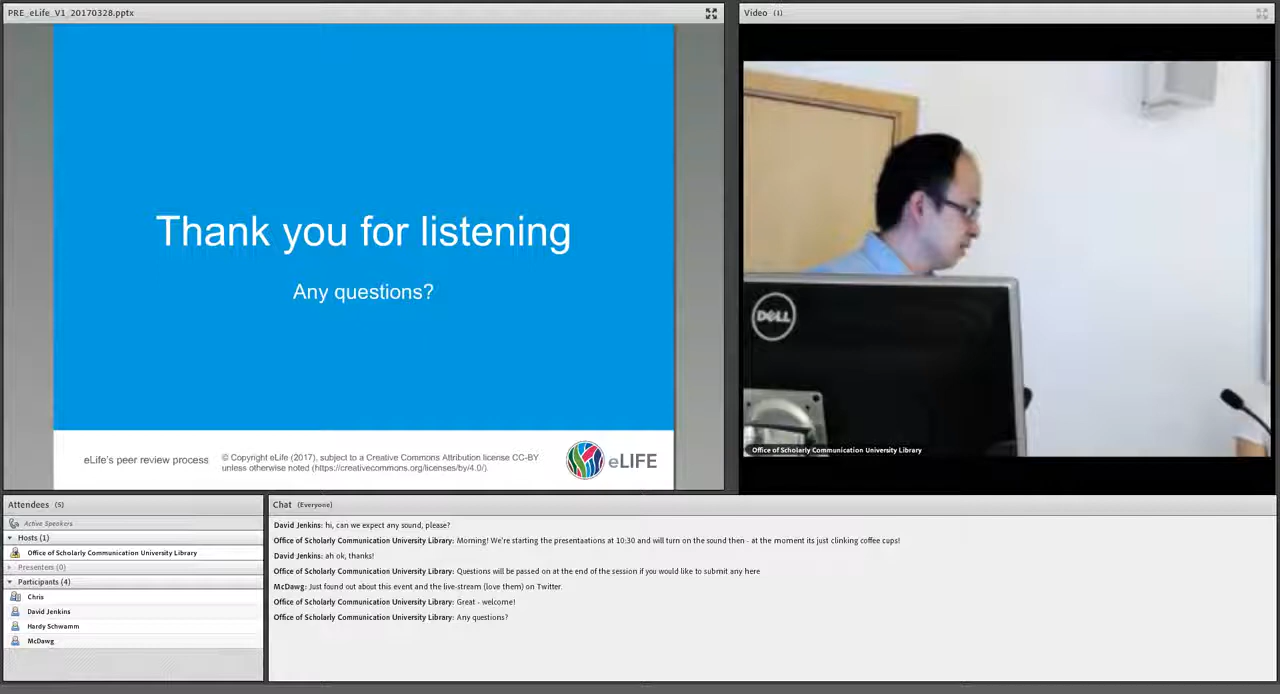 PRE_eLife_V1_20170328.pptx
Thank you for listening
Any questions?
eLife's peer review process
© Copyright eLife (2017), subject to a Creative Commons Attribution license CC-BY
unless otherwise noted (https://creativecommons.org/licenses/by/4.0/).
eLIFE
Video (1)
DELL
Office of Scholarly Communication University Library
Attendees (5)
Active Speakers
Hosts (1)
Office of Scholarly Communication University Library
Presenters (0)
Participants (4)
Chris
David Jenkins
Hardy Schwamm
McDawg
Chat (Everyone)
David Jenkins: hi, can we expect any sound, please?
Office of Scholarly Communication University Library: Morning! We're starting the presentaations at 10:30 and will turn on the sound then - at the moment its just clinking coffee cups!
David Jenkins: ah ok, thanks!
Office of Scholarly Communication University Library: Questions will be passed on at the end of the session if you would like to submit any here
McDawg: Just found out about this event and the live-stream (love them) on Twitter.
Office of Scholarly Communication University Library: Great - welcome!
Office of Scholarly Communication University Library: Any questions?